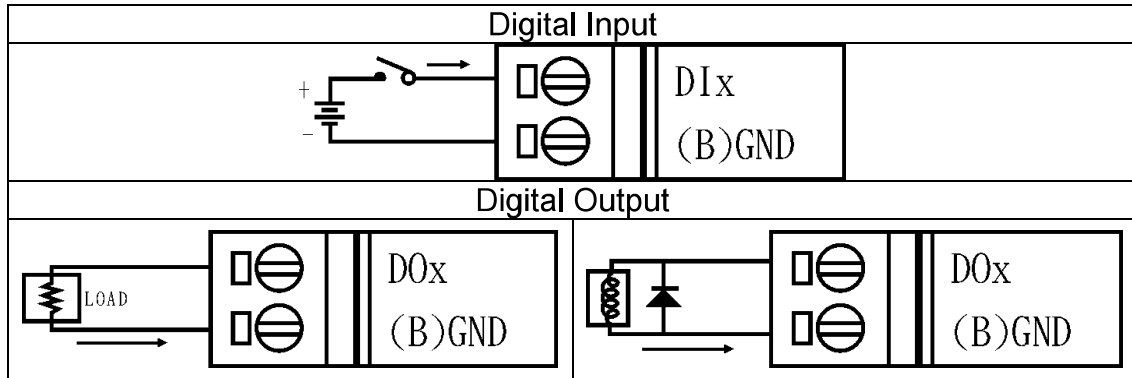 Digital Input
+
-
DIx
(B)GND
Digital Output
LOAD
DOx
(B)GND
DOx
(B)GND